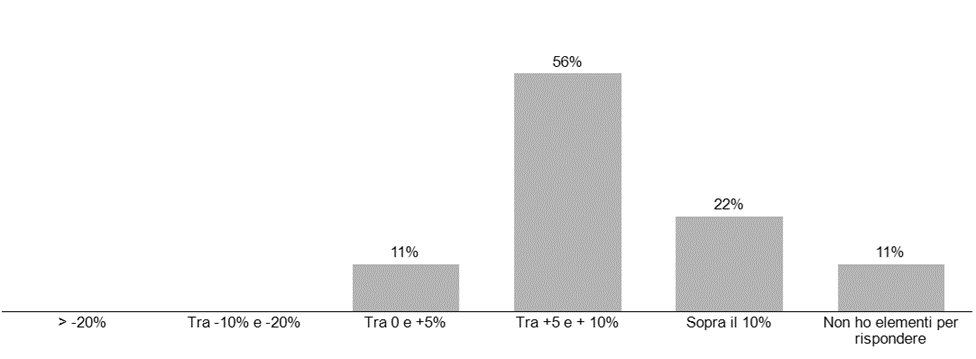 56%
22%
11%
11%
> -20%
Tra -10% e -20%
Tra 0 e +5%
Tra +5 e + 10%
Sopra il 10%
Non ho elementi per
rispondere